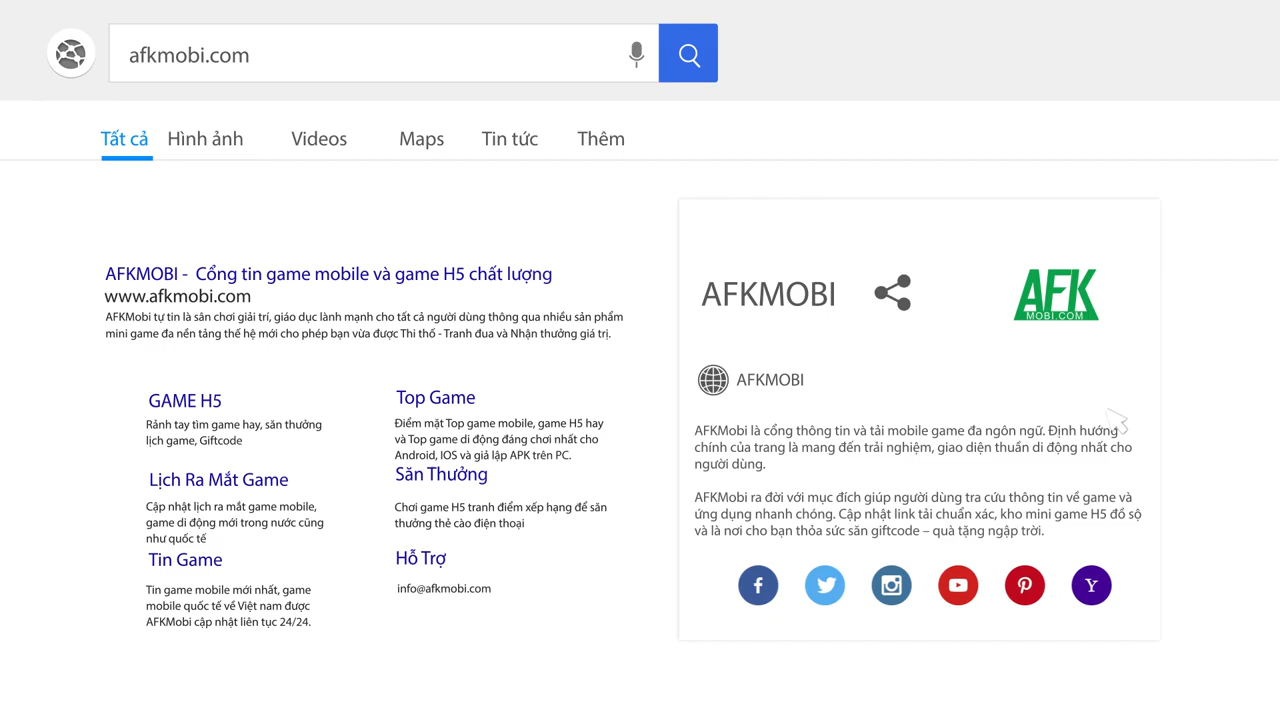 afkmobi.com
Tất cả Hình ảnh Videos Maps Tin tức Thêm
AFKMOBI - Cổng tin game mobile và game H5 chất lượng
www.afkmobi.com
AFKMobi tự tin là sân chơi giải trí, giáo dục lành mạnh cho tất cả người dùng thông qua nhiều sản phẩm
mini game đa nền tảng thế hệ mới cho phép bạn vừa được Thi thố - Tranh đua và Nhận thưởng giá trị.
GAME H5
Rảnh tay tìm game hay, săn thưởng
lịch game, Giftcode
Lịch Ra Mắt Game
Cập nhật lịch ra mắt game mobile,
game di động mới trong nước cũng
như quốc tế
Tin Game
Tin game mobile mới nhất, game
mobile quốc tế về Việt nam được
AFKMobi cập nhật liên tục 24/24.
Top Game
Điểm mặt Top game mobile, game H5 hay
và Top game di động đáng chơi nhất cho
Android, IOS và giả lập APK trên PC.
Săn Thưởng
Chơi game H5 tranh điểm xếp hạng để săn
thưởng thẻ cào điện thoại
Hỗ Trợ
info@afkmobi.com
AFKMOBI
AFK
MOBI.COM
AFKMOBI
AFKMobi là cổng thông tin và tải mobile game đa ngôn ngữ. Định hướng
chính của trang là mang đến trải nghiệm, giao diện thuần di động nhất cho
người dùng.
AFKMobi ra đời với mục đích giúp người dùng tra cứu thông tin về game và
ứng dụng nhanh chóng. Cập nhật link tải chuẩn xác, kho mini game H5 đồ sộ
và là nơi cho bạn thỏa sức săn giftcode – quà tặng ngập trời.